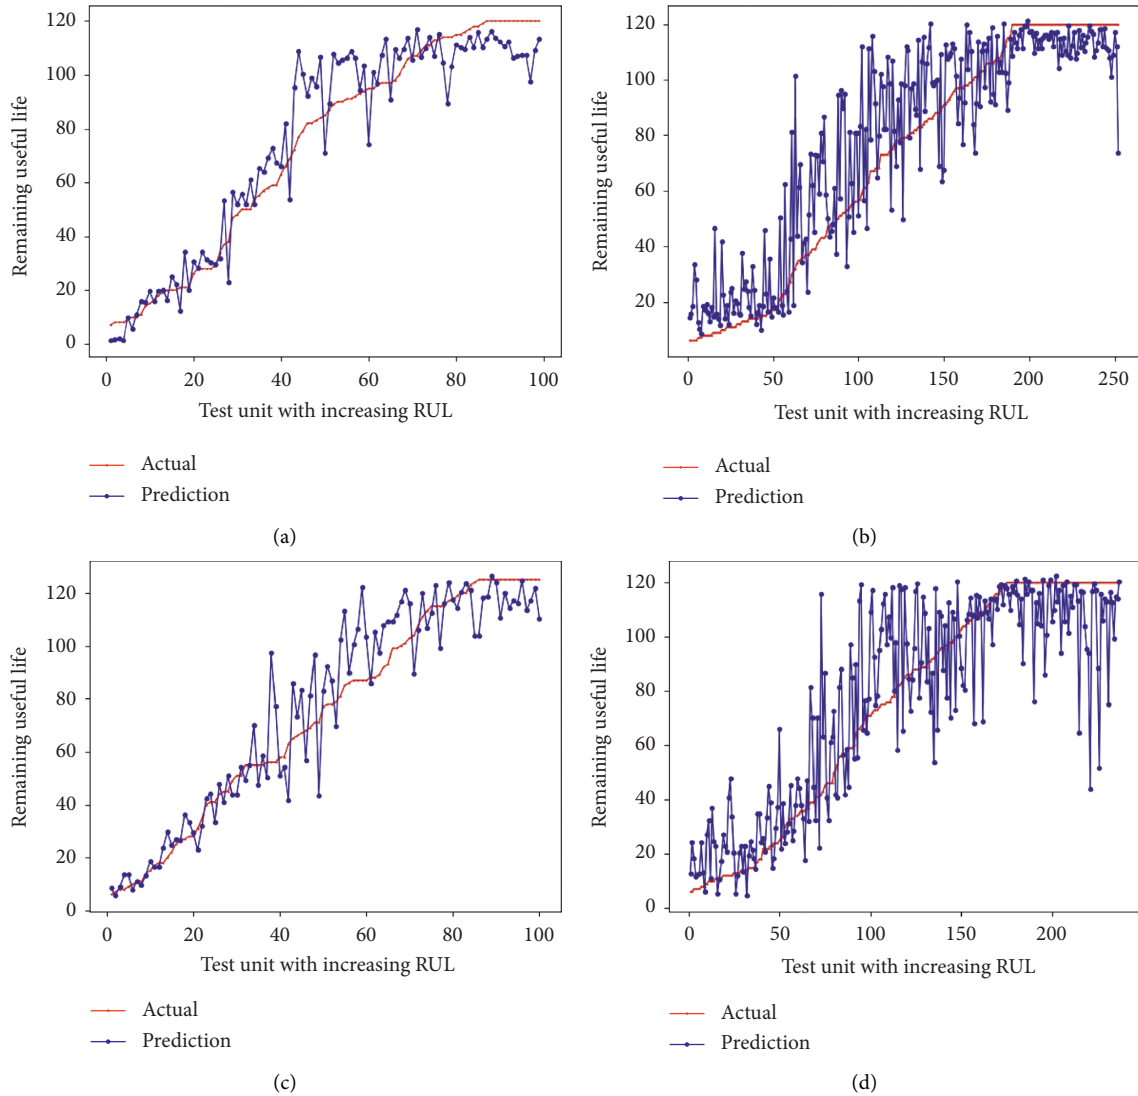 Remaining useful life
120
100
80
60
40
20
0
0 20 40 60 80 100
Test unit with increasing RUL
Actual
Prediction
(a)
Remaining useful life
120
100
80
60
40
20
0 50 100 150 200 250
Test unit with increasing RUL
Actual
Prediction
(b)
Remaining useful life
120
100
80
60
40
20
0
0 20 40 60 80 100
Test unit with increasing RUL
Actual
Prediction
(c)
Remaining useful life
120
100
80
60
40
20
0
0 50 100 150 200
Test unit with increasing RUL
Actual
Prediction
(d)